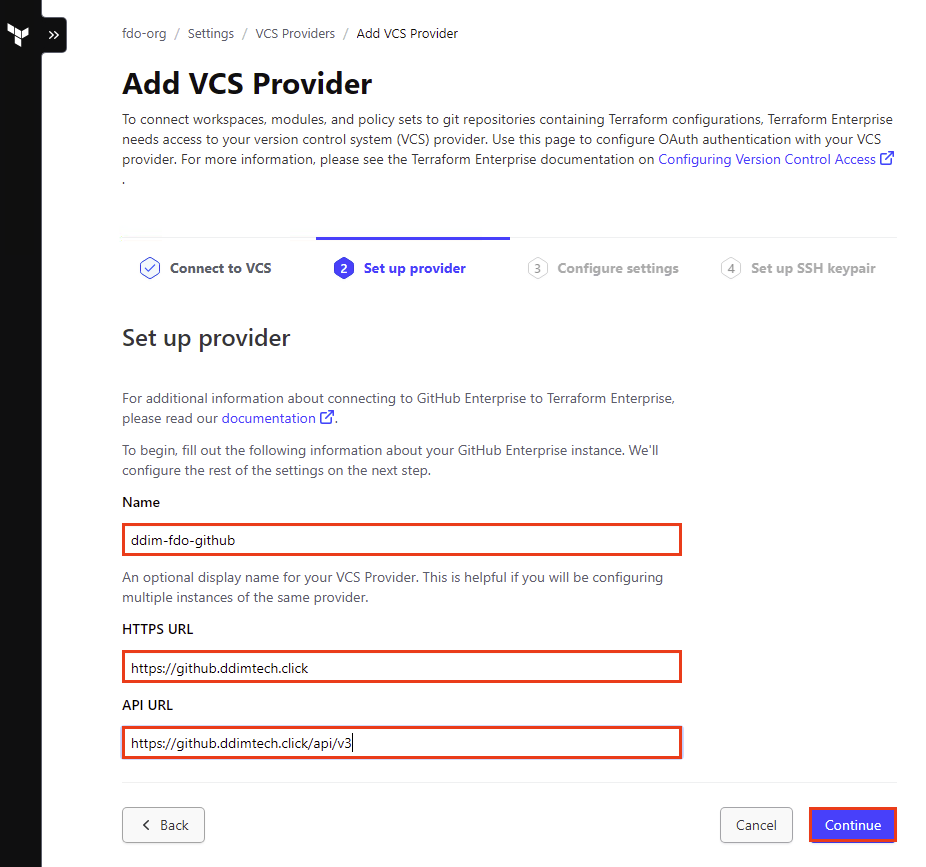 fdo-org / Settings / VCS Providers / Add VCS Provider
Add VCS Provider
To connect workspaces, modules, and policy sets to git repositories containing Terraform configurations, Terraform Enterprise
needs access to your version control system (VCS) provider. Use this page to configure OAuth authentication with your VCS
provider. For more information, please see the Terraform Enterprise documentation on Configuring Version Control Access
.
Connect to VCS 2 Set up provider 3 Configure settings 4 Set up SSH keypair
Set up provider
For additional information about connecting to GitHub Enterprise to Terraform Enterprise,
please read our documentation .
To begin, fill out the following information about your GitHub Enterprise instance. We'll
configure the rest of the settings on the next step.
Name
ddim-fdo-github
An optional display name for your VCS Provider. This is helpful if you will be configuring
multiple instances of the same provider.
HTTPS URL
https://github.ddimtech.click
API URL
https://github.ddimtech.click/api/v3
Back Cancel Continue